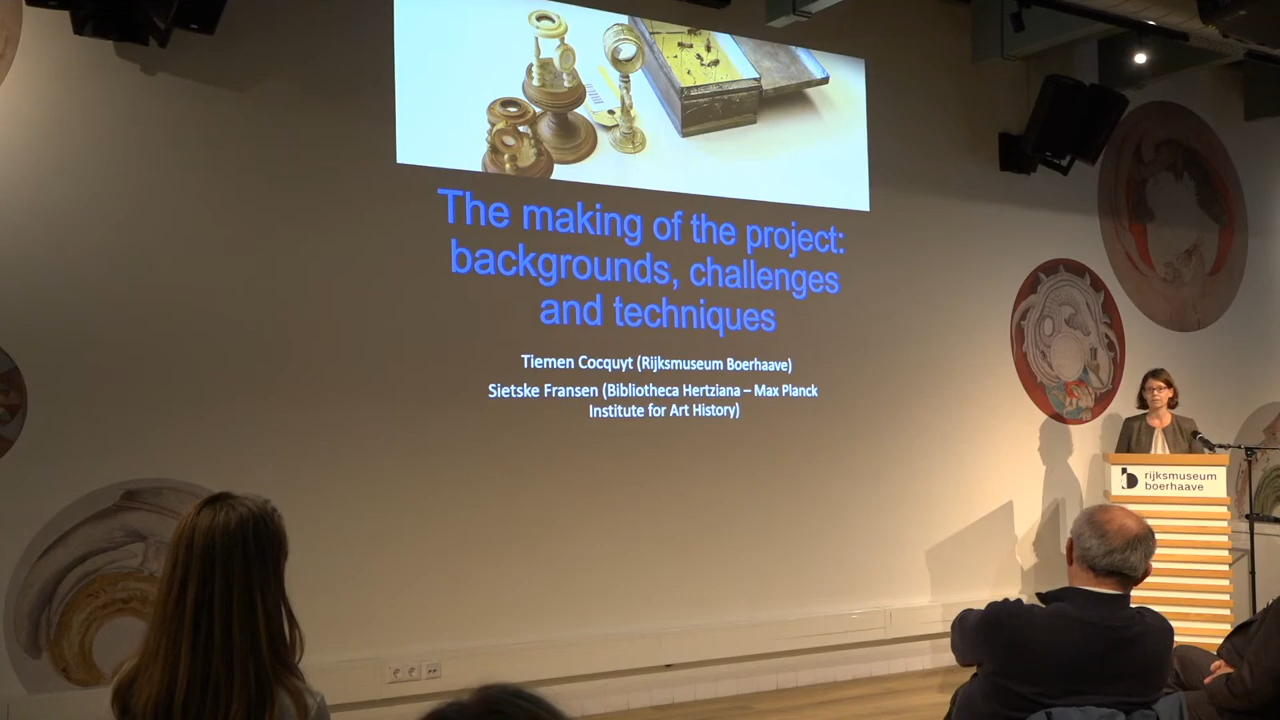 The making of the project:
backgrounds, challenges
and techniques
Tiemen Cocquyt (Rijksmuseum Boerhaave)
Sietske Fransen (Bibliotheca Hertziana – Max Planck
Institute for Art History)
rijksmuseum
boerhaave